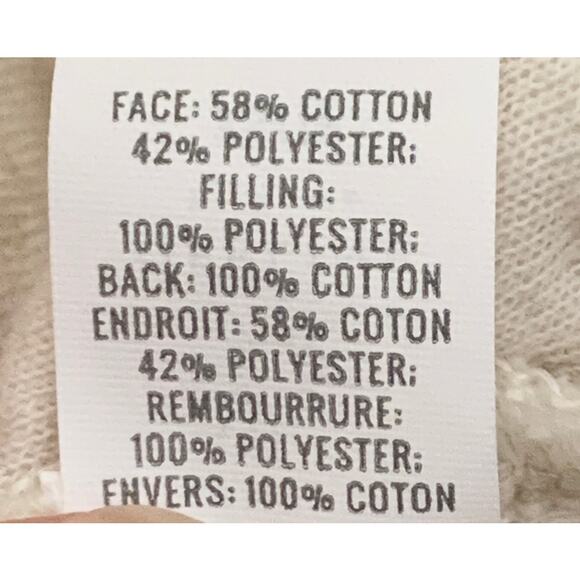 FACE: 58% COTTON
42% POLYESTER;
FILLING:
100% POLYESTER;
BACK: 100% COTTON
ENDROIT: 58% COTON
42% POLYESTER;
REMBOURRURE:
100% POLYESTER;
ENVERS: 100% COTON